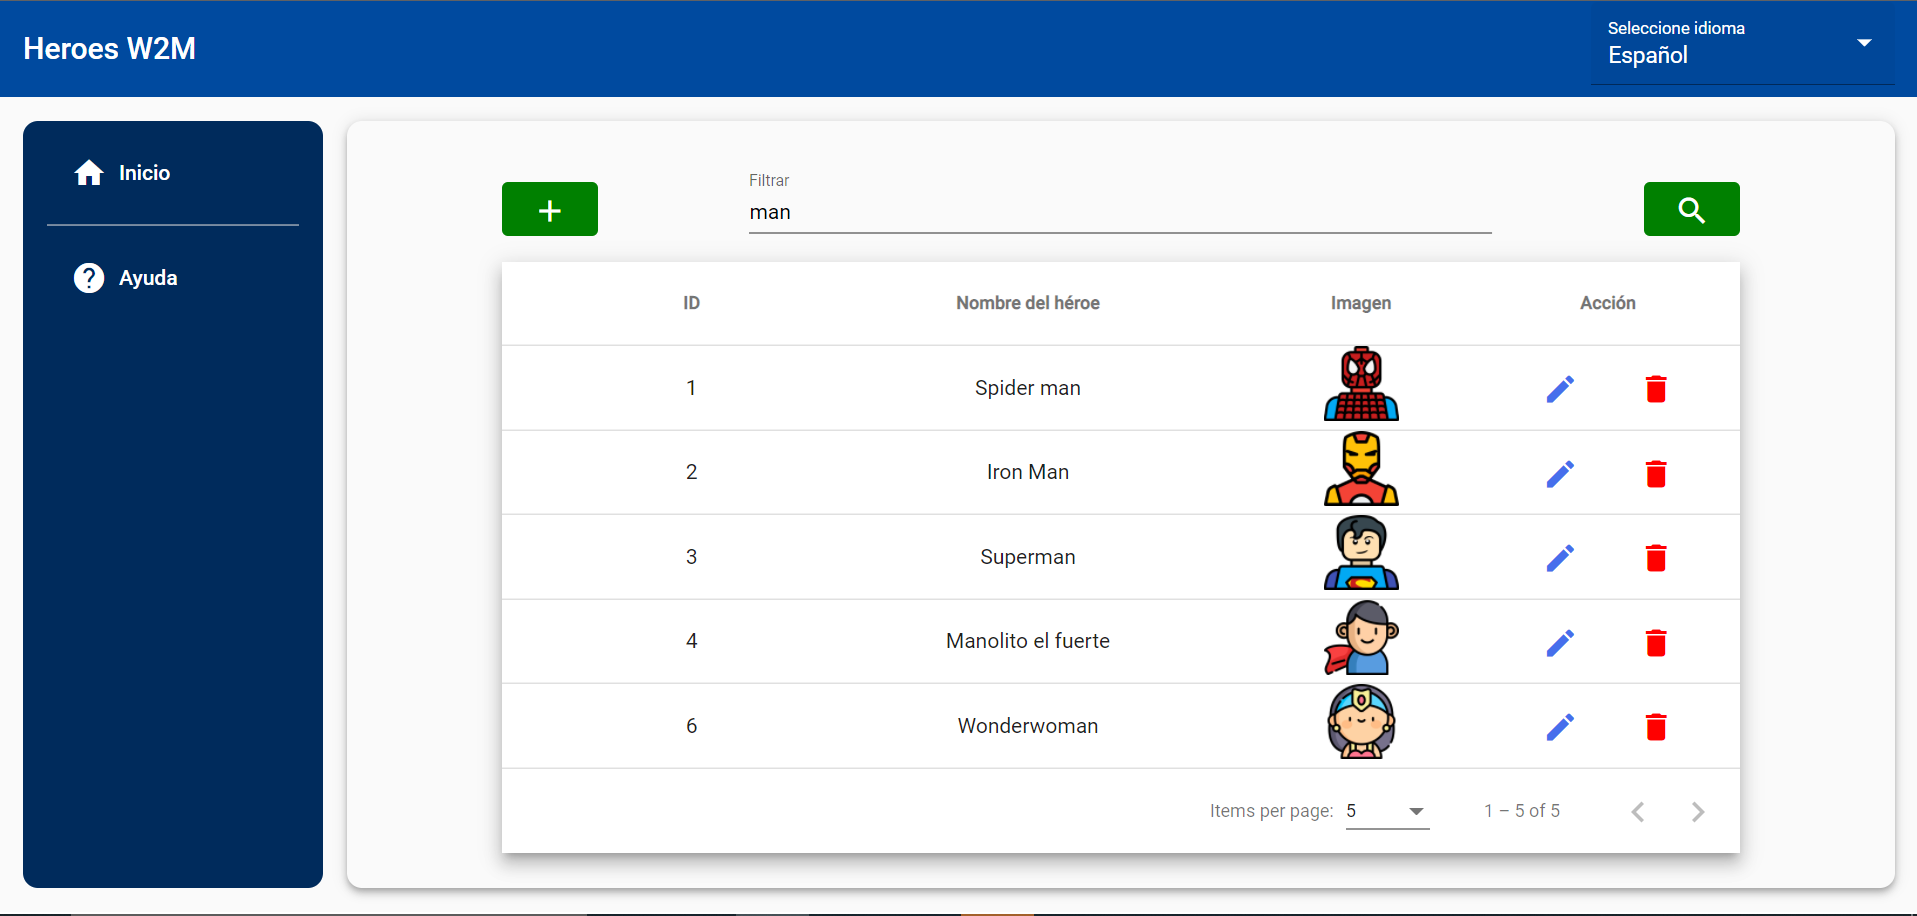 Heroes W2M
Seleccione idioma
Español
Inicio
Ayuda
Filtrar
man
ID Nombre del héroe Imagen Acción
1 Spider man
2 Iron Man
3 Superman
4 Manolito el fuerte
6 Wonderwoman
Items per page: 5 1 – 5 of 5